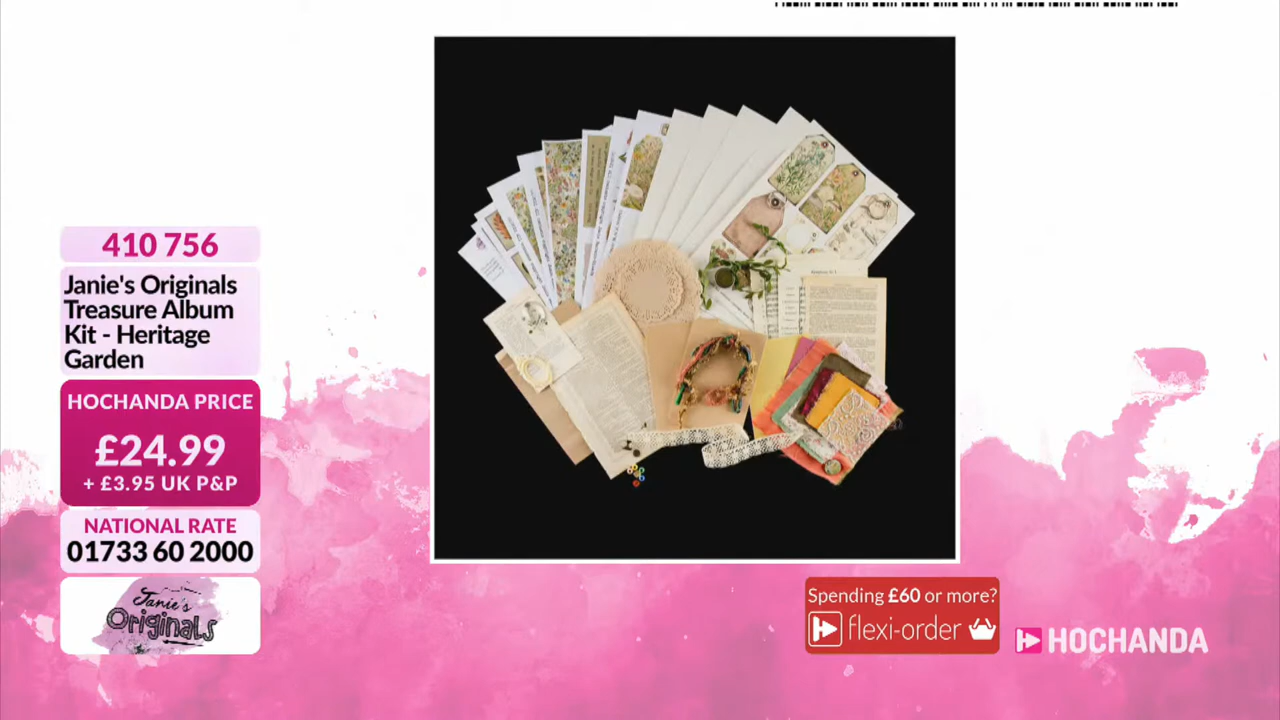 410 756
Janie's Originals
Treasure Album
Kit - Heritage
Garden
HOCHANDA PRICE
£24.99
+ £3.95 UK P&P
NATIONAL RATE
01733 60 2000
Janie's
Originals
Spending £60 or more?
flexi-order
HOCHANDA